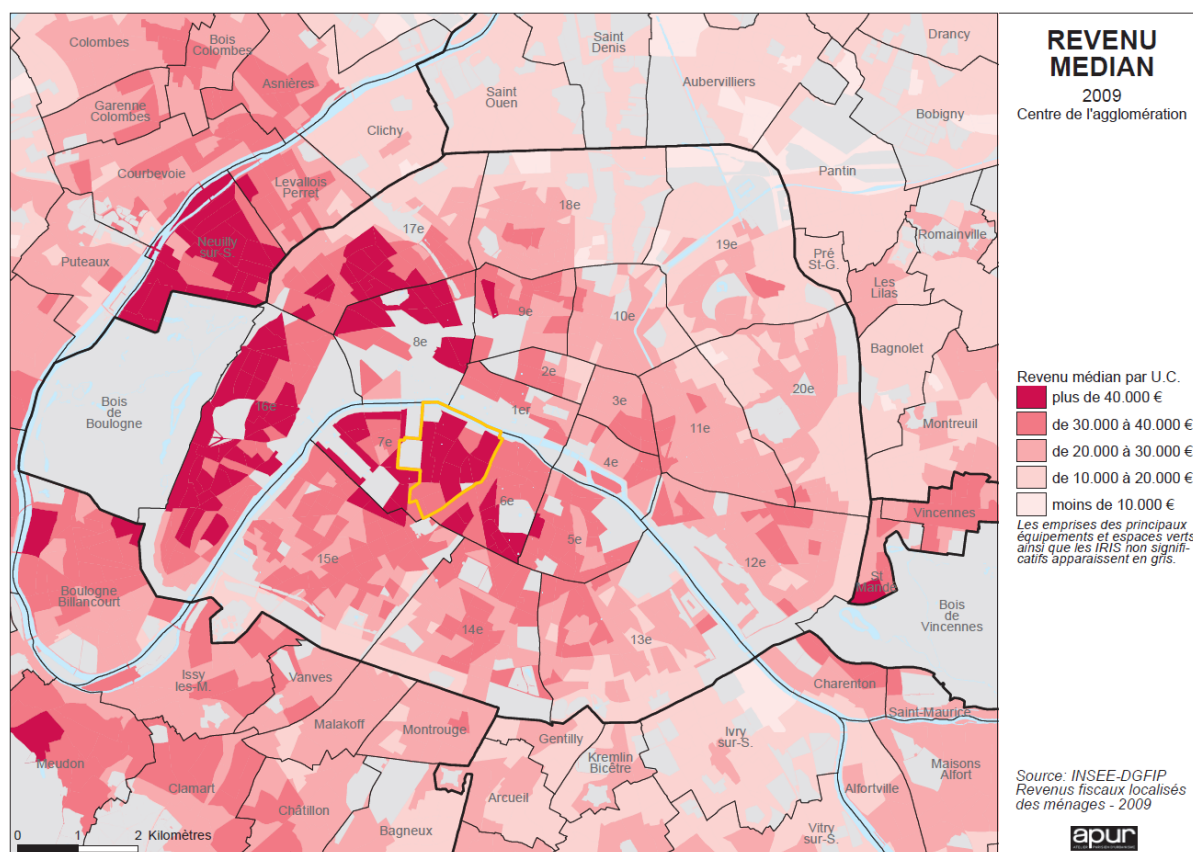 REVENU
MEDIAN
2009
Centre de l'agglomération
Revenu médian par U.C.
plus de 40.000 €
de 30.000 à 40.000 €
de 20.000 à 30.000 €
de 10.000 à 20.000 €
moins de 10.000 €
Les emprises des principaux
équipements et espaces verts
ainsi que les IRIS non signifi-
catifs apparaissent en gris.
Source: INSEE-DGFIP
Revenus fiscaux localisés
des ménages - 2009
apur
Colombes
Bois
Colombes
Asnières
Garenne
Colombes
Courbevoie
Clichy
Saint
Ouen
Saint
Denis
Aubervilliers
Drancy
Bobigny
Pantin
Levallois
Perret
Neuilly
sur-S.
Puteaux
17e
18e
19e
Pré
St-G.
Romainville
Les
Lilas
Bagnolet
Bois
de
Boulogne
16e
8e
9e
10e
2e
3e
1er
20e
Montreuil
7e
4e
11e
6e
5e
12e
Vincennes
St
Mandé
Bois
de
Vincennes
15e
14e
13e
Boulogne
Billancourt
Issy
les-M.
Vanves
Malakoff
Montrouge
Gentilly
Kremlin
Bicêtre
Ivry
sur-S.
Charenton
Saint-Maurice
Maisons
Alfort
Alfortville
Meudon
Clamart
Châtillon
Bagneux
Arcueil
Vitry
sur-S.
0 1 2 Kilomètres